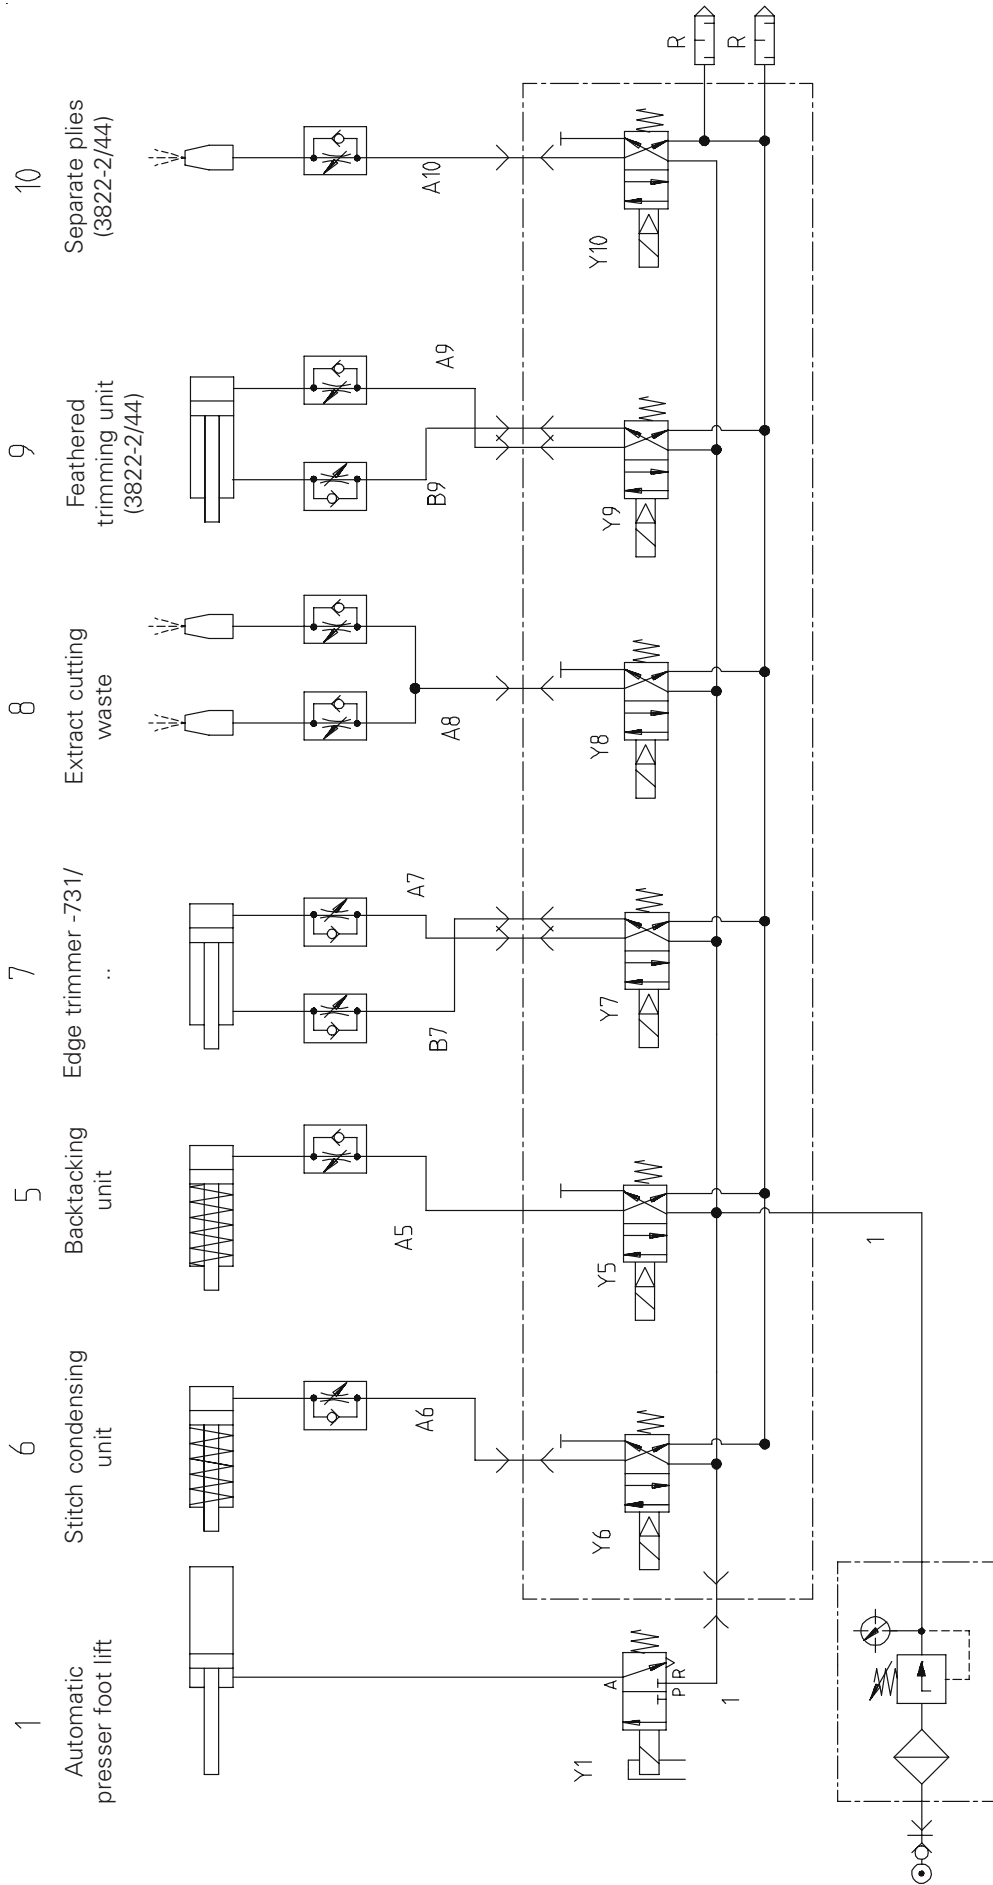 1
Automatic
presser foot lift
6
Stitch condensing
unit
5
Backtacking
unit
7
Edge trimmer -731/
..
8
Extract cutting
waste
9
Feathered
trimming unit
(3822-2/44)
10
Separate plies
(3822-2/44)
A6
A5
B7
A7
A8
B9
A9
A10
Y1
A
P R
1
Y6
Y5
Y7
Y8
Y9
Y10
R
R
1